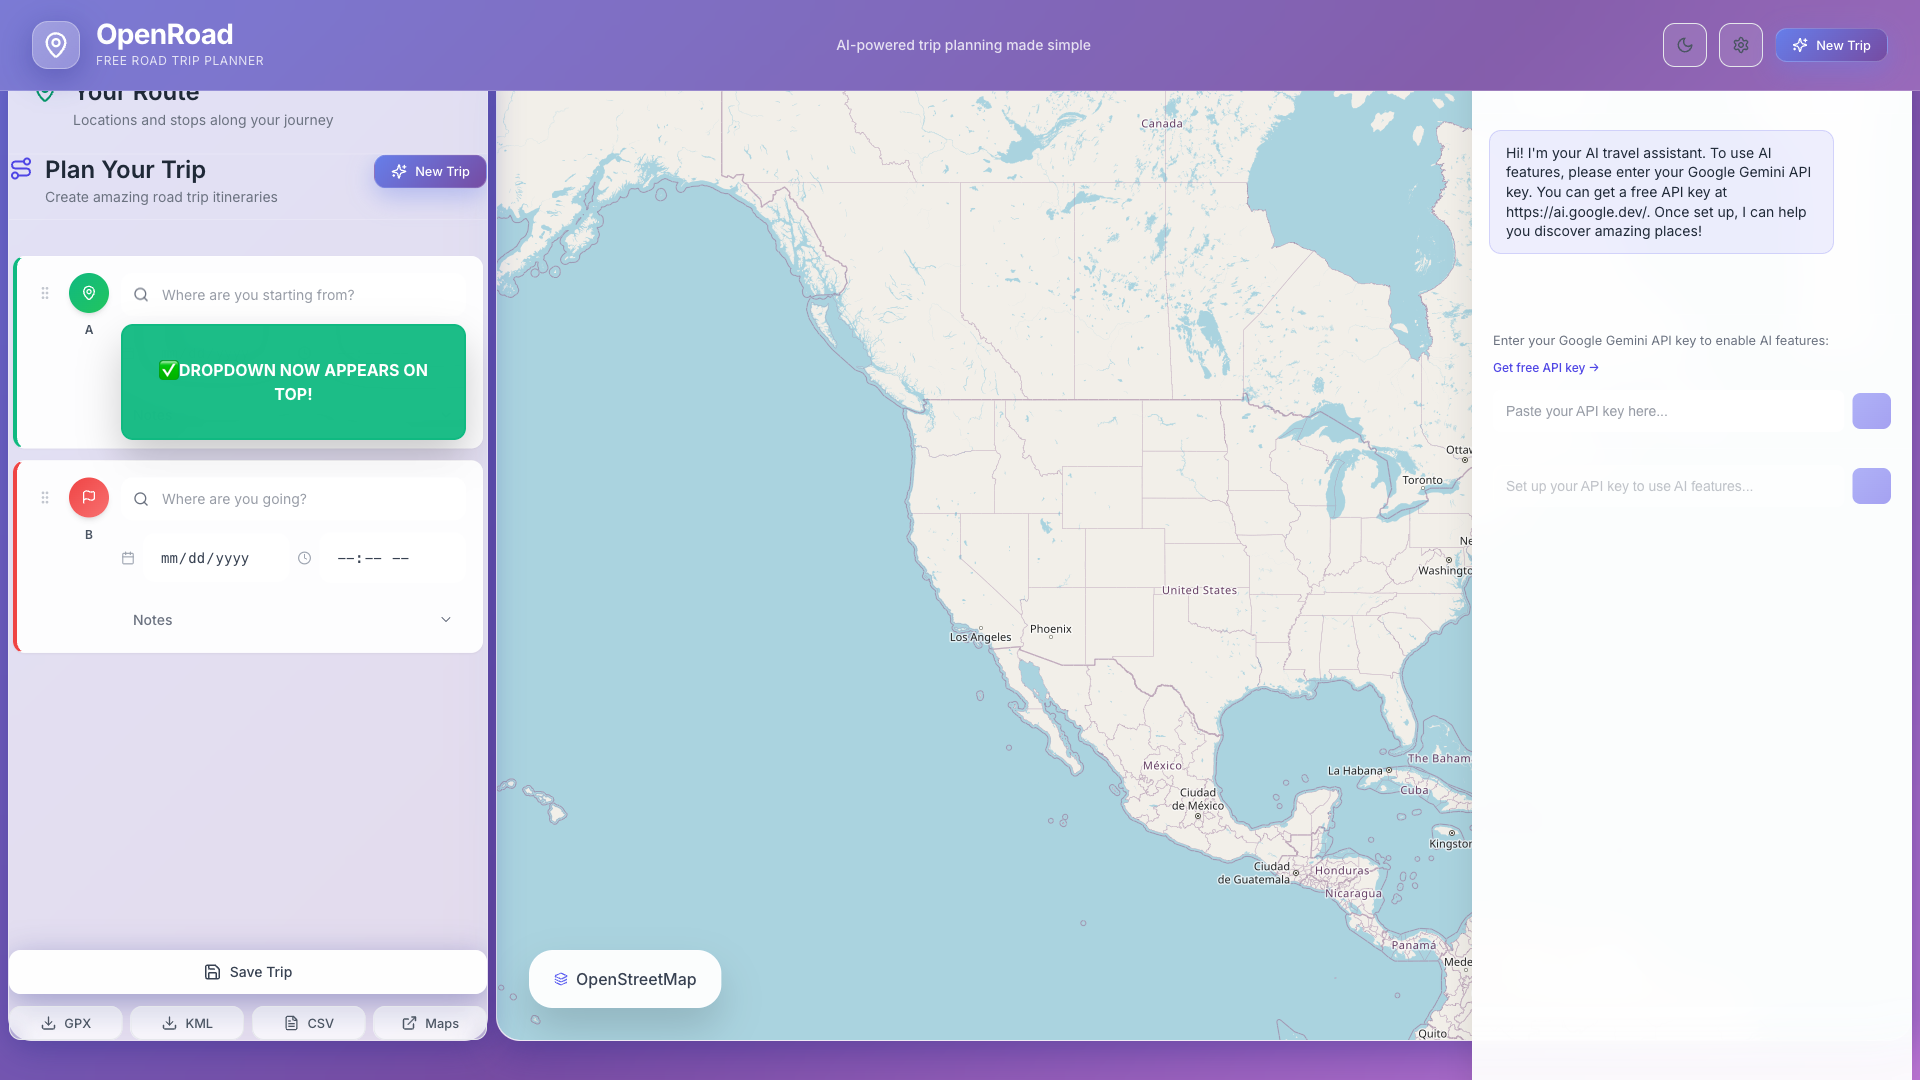 OpenRoad
FREE ROAD TRIP PLANNER
AI-powered trip planning made simple
New Trip
Your Route
Locations and stops along your journey
Plan Your Trip
Create amazing road trip itineraries
New Trip
A
Where are you starting from?
✅DROPDOWN NOW APPEARS ON
TOP!
B
Where are you going?
mm/dd/yyyy
--:-- --
Notes
Save Trip
GPX
KML
CSV
Maps
Canada
Toronto
United States
Los Angeles
Phoenix
México
Ciudad
de México
La Habana
Cuba
Ciudad
de Guatemala
Honduras
Nicaragua
Panamá
Quito
OpenStreetMap
Hi! I'm your AI travel assistant. To use AI
features, please enter your Google Gemini API
key. You can get a free API key at
https://ai.google.dev/. Once set up, I can help
you discover amazing places!
Enter your Google Gemini API key to enable AI features:
Get free API key →
Paste your API key here...
Set up your API key to use AI features...